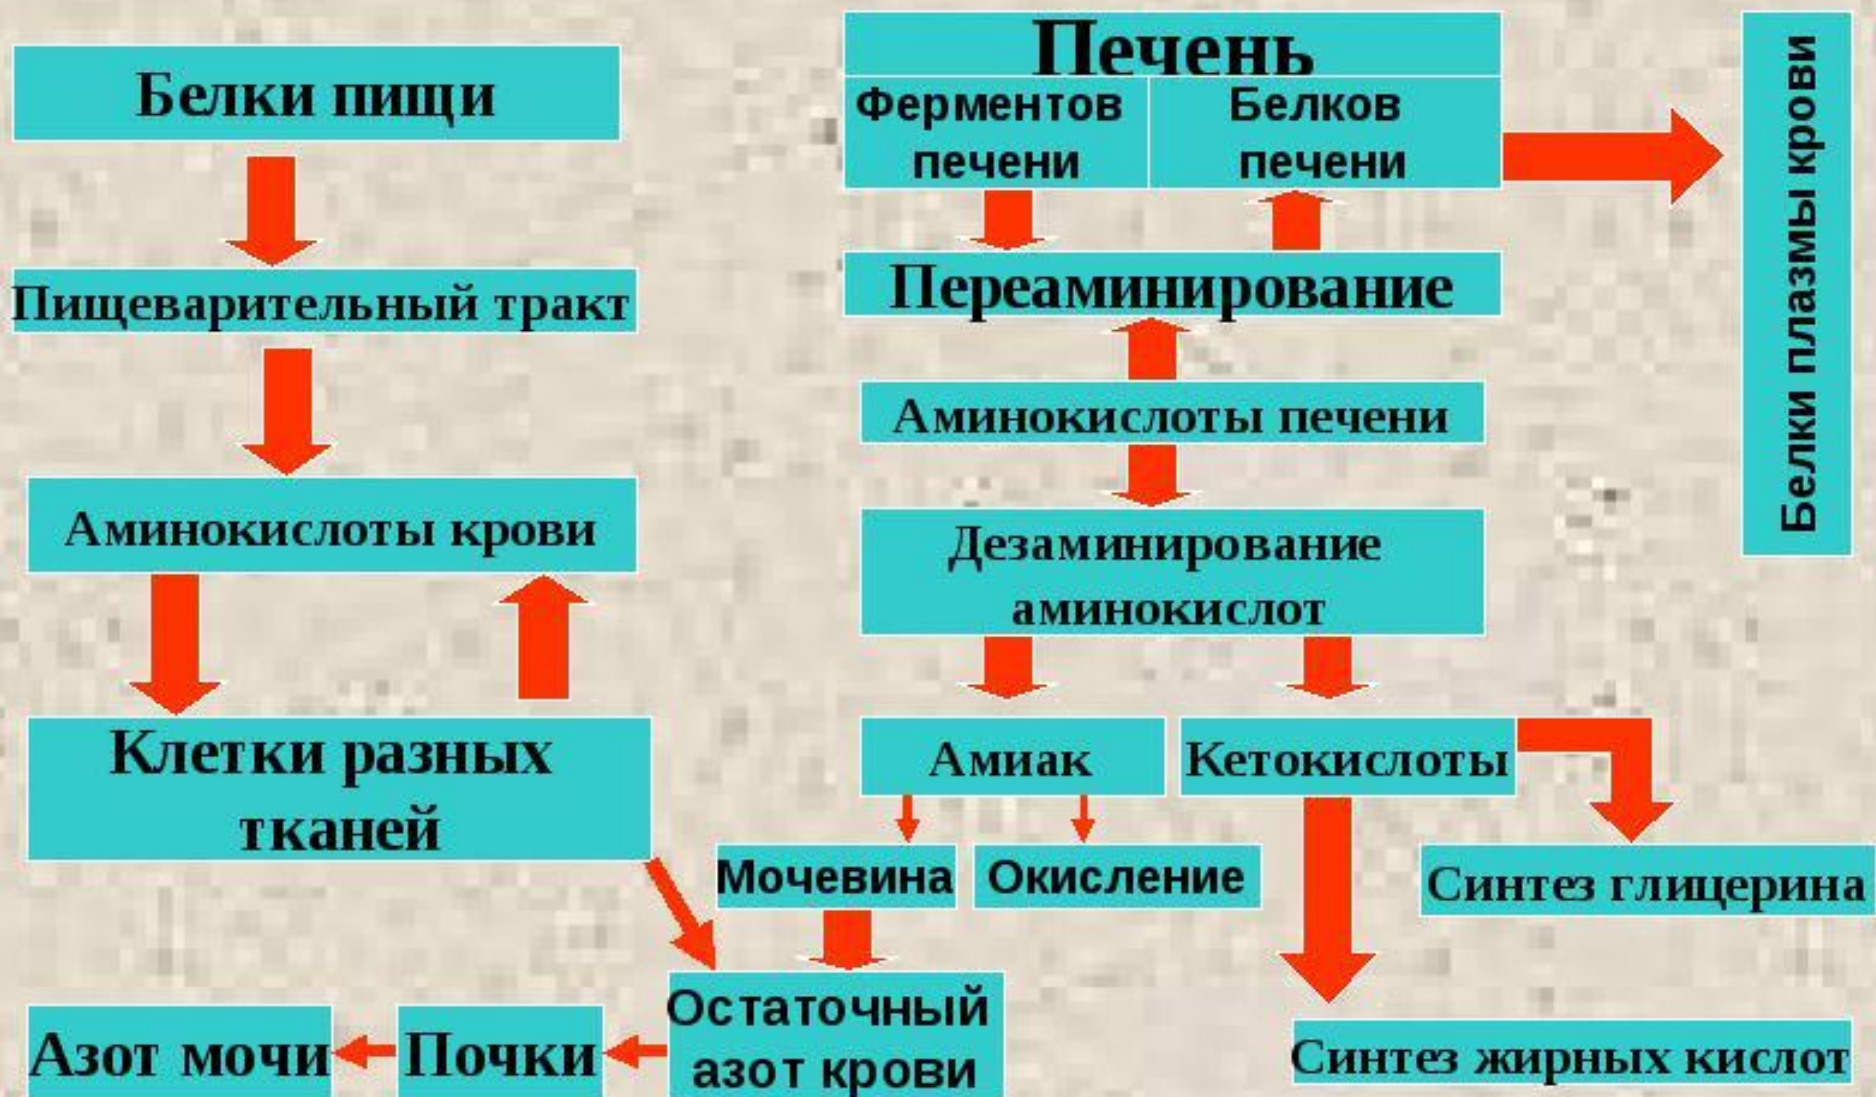 Белки пищи
Пищеварительный тракт
Аминокислоты крови
Клетки разных
тканей
Печень
Ферментов
печени
Белков
печени
Переаминирование
Аминокислоты печени
Дезаминирование
аминокислот
Амиак
Кетокислоты
Мочевина
Окисление
Синтез глицерина
Остаточный
азот крови
Почки
Азот мочи
Синтез жирных кислот
Белки плазмы крови